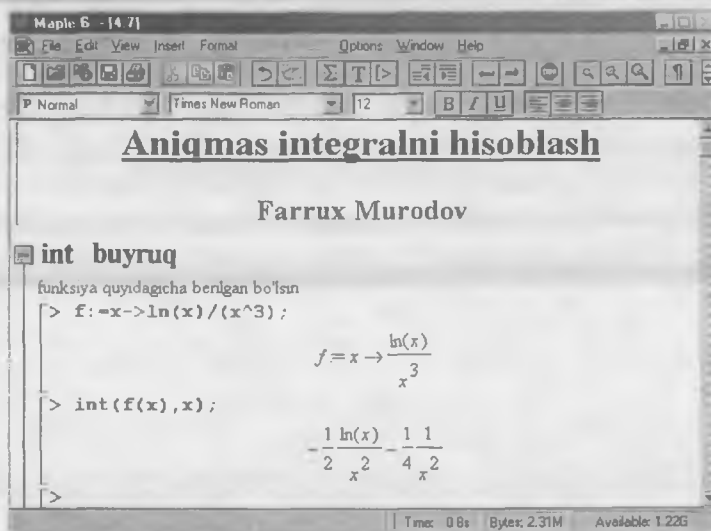 Maple 6 - [4.7]
File Edit View Insert Format Options Window Help
P Normal Times New Roman 12 B I U
Aniqmas integralni hisoblash
Farrux Murodov
int buyruq
funksiya quyidagicha berilgan bo'lsin
> f:=x->ln(x)/(x^3);
f := x → ln(x) / x^3
> int(f(x),x);
- 1/2 ln(x)/x^2 - 1/4 1/x^2
>
Time: 0.8s Bytes: 2.31M Available: 1.22G